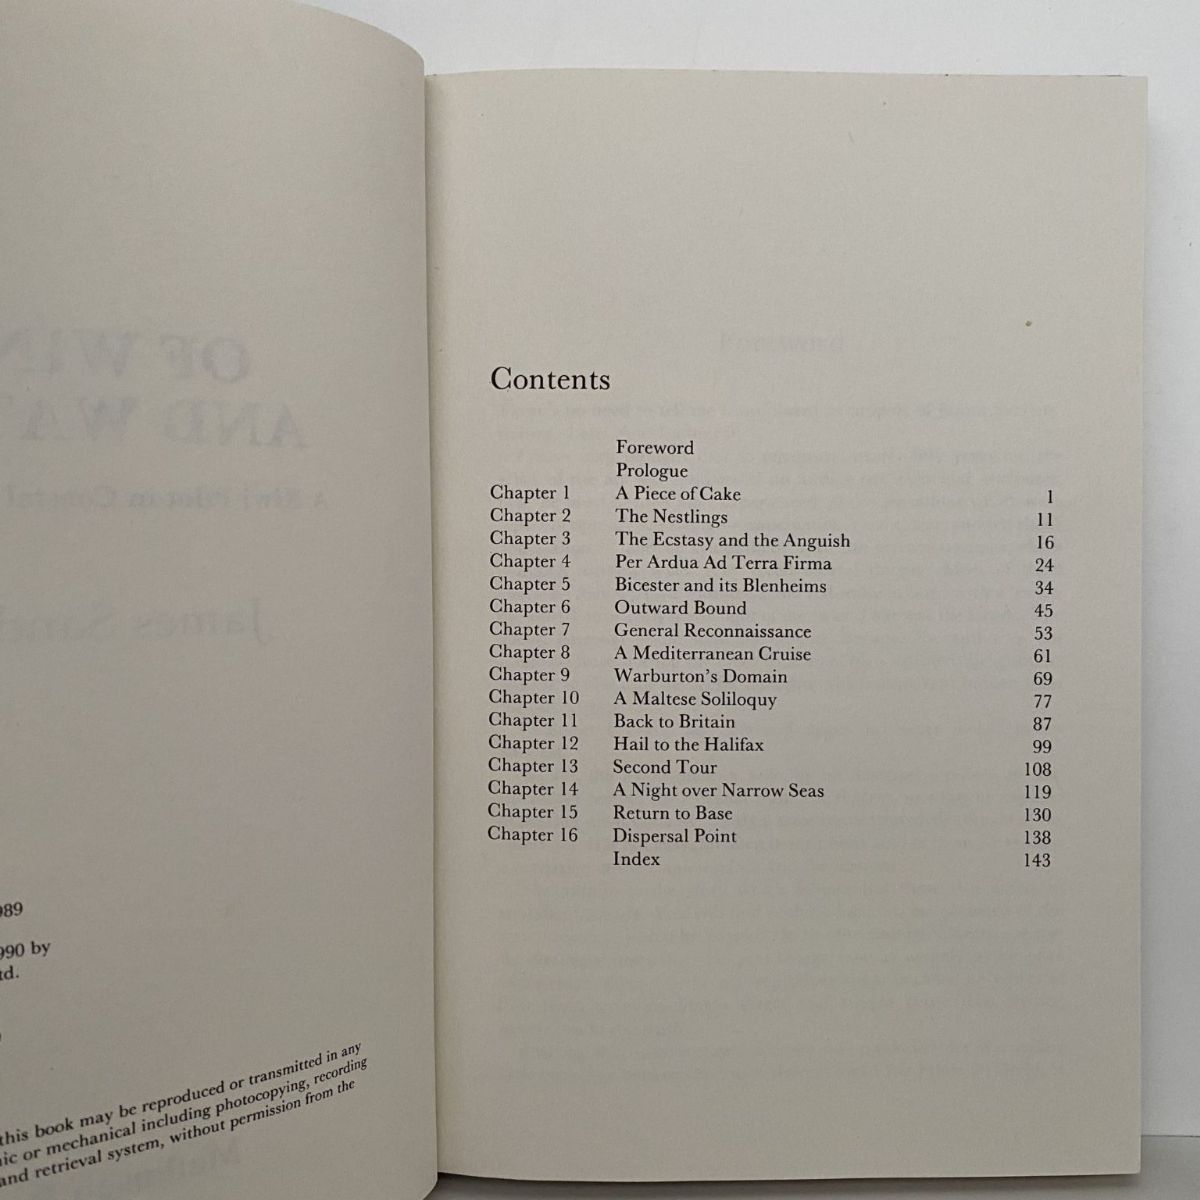 989
990 by
td.
this book may be reproduced or transmitted in any
nic or mechanical including photocopying, recording
and retrieval system, without permission from the
Contents
Foreword
Prologue
Chapter 1 A Piece of Cake 1
Chapter 2 The Nestlings 11
Chapter 3 The Ecstasy and the Anguish 16
Chapter 4 Per Ardua Ad Terra Firma 24
Chapter 5 Bicester and its Blenheims 34
Chapter 6 Outward Bound 45
Chapter 7 General Reconnaissance 53
Chapter 8 A Mediterranean Cruise 61
Chapter 9 Warburton's Domain 69
Chapter 10 A Maltese Soliloquy 77
Chapter 11 Back to Britain 87
Chapter 12 Hail to the Halifax 99
Chapter 13 Second Tour 108
Chapter 14 A Night over Narrow Seas 119
Chapter 15 Return to Base 130
Chapter 16 Dispersal Point 138
Index 143